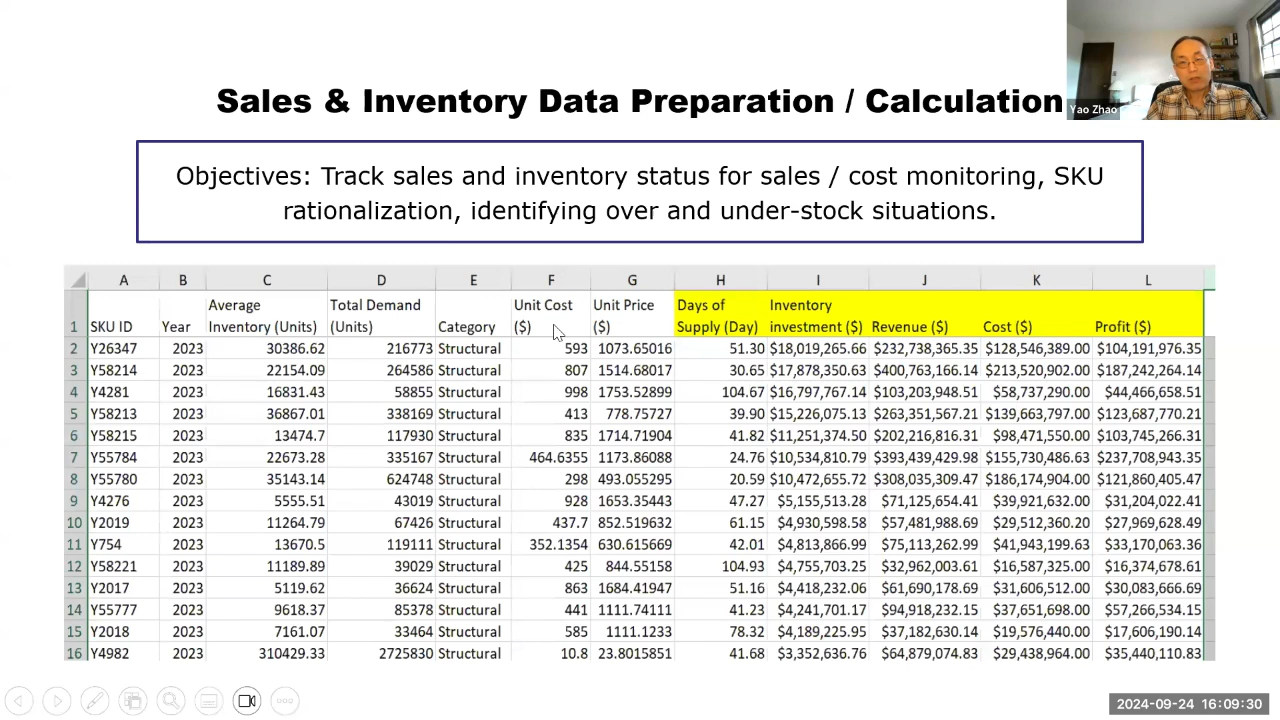 Yao Zhao
Sales & Inventory Data Preparation / Calculation
Objectives: Track sales and inventory status for sales / cost monitoring, SKU
rationalization, identifying over and under-stock situations.
A B C D E F G H I J K L
1 SKU ID Year Average Inventory (Units) Total Demand (Units) Category Unit Cost ($) Unit Price ($) Days of Supply (Day) Inventory investment ($) Revenue ($) Cost ($) Profit ($)
2 Y26347 2023 30386.62 216773 Structural 593 1073.65016 51.30 $18,019,265.66 $232,738,365.35 $128,546,389.00 $104,191,976.35
3 Y58214 2023 22154.09 264586 Structural 807 1514.68017 30.65 $17,878,350.63 $400,763,166.14 $213,520,902.00 $187,242,264.14
4 Y4281 2023 16831.43 58855 Structural 998 1753.52899 104.67 $16,797,767.14 $103,203,948.51 $58,737,290.00 $44,466,658.51
5 Y58213 2023 36867.01 338169 Structural 413 778.75727 39.90 $15,226,075.13 $263,351,567.21 $139,663,797.00 $123,687,770.21
6 Y58215 2023 13474.7 117930 Structural 835 1714.71904 41.82 $11,251,374.50 $202,216,816.31 $98,471,550.00 $103,745,266.31
7 Y55784 2023 22673.28 335167 Structural 464.6355 1173.86088 24.76 $10,534,810.79 $393,439,429.98 $155,730,486.63 $237,708,943.35
8 Y55780 2023 35143.14 624748 Structural 298 493.055295 20.59 $10,472,655.72 $308,035,309.47 $186,174,904.00 $121,860,405.47
9 Y4276 2023 5555.51 43019 Structural 928 1653.35443 47.27 $5,155,513.28 $71,125,654.41 $39,921,632.00 $31,204,022.41
10 Y2019 2023 11264.79 67426 Structural 437.7 852.519632 61.15 $4,930,598.58 $57,481,988.69 $29,512,360.20 $27,969,628.49
11 Y754 2023 13670.5 119111 Structural 352.1354 630.615669 42.01 $4,813,866.99 $75,113,262.99 $41,943,199.63 $33,170,063.36
12 Y58221 2023 11189.89 39029 Structural 425 844.55158 104.93 $4,755,703.25 $32,962,003.61 $16,587,325.00 $16,374,678.61
13 Y2017 2023 5119.62 36624 Structural 863 1684.41947 51.16 $4,418,232.06 $61,690,178.69 $31,606,512.00 $30,083,666.69
14 Y55777 2023 9618.37 85378 Structural 441 1111.74111 41.23 $4,241,701.17 $94,918,232.15 $37,651,698.00 $57,266,534.15
15 Y2018 2023 7161.07 33464 Structural 585 1111.1233 78.32 $4,189,225.95 $37,182,630.14 $19,576,440.00 $17,606,190.14
16 Y4982 2023 310429.33 2725830 Structural 10.8 23.8015851 41.68 $3,352,636.76 $64,879,074.83 $29,438,964.00 $35,440,110.83
2024-09-24 16:09:30